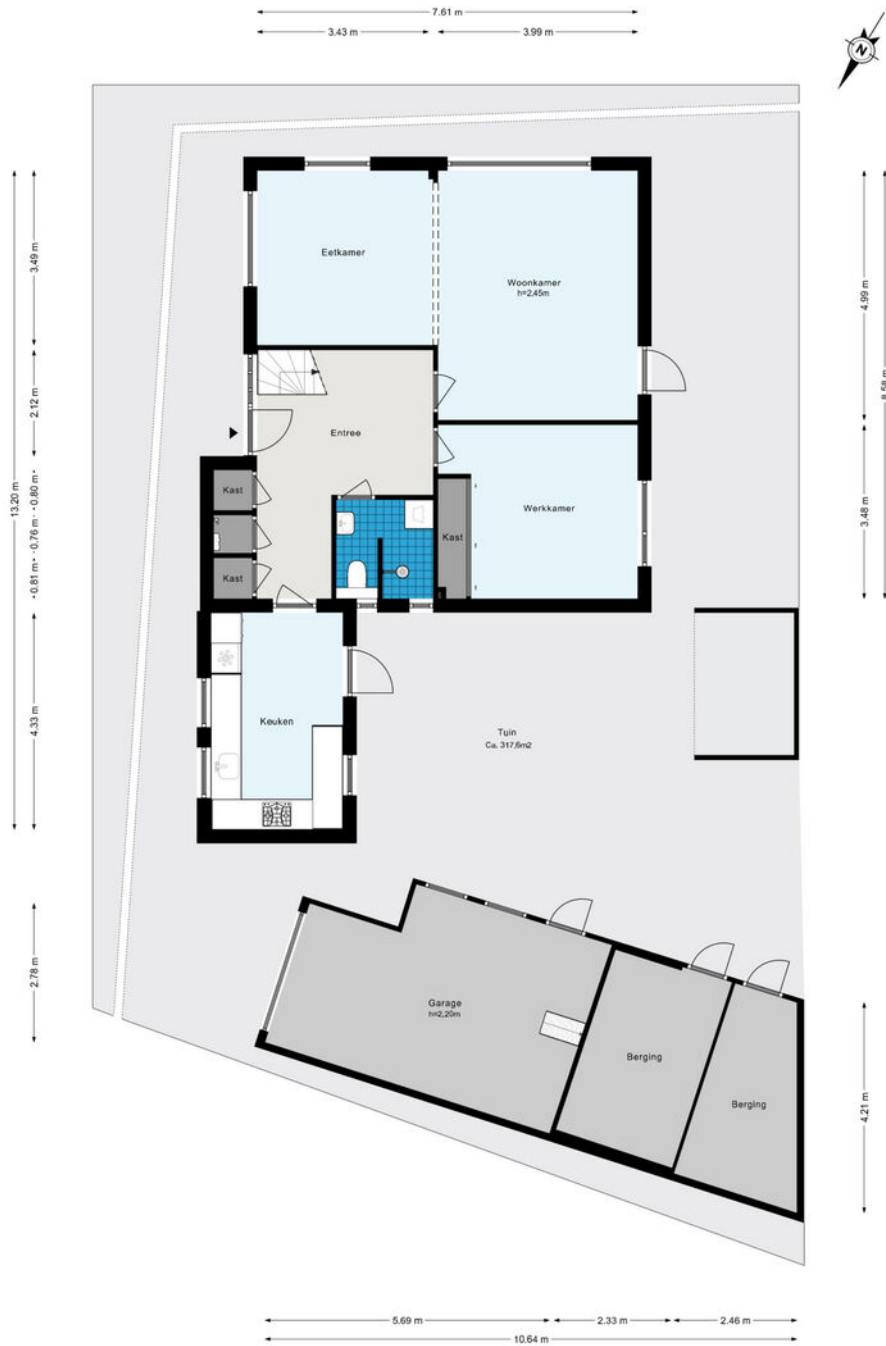 7.61 m
3.43 m
3.99 m
N
3.49 m
2.12 m
0.80 m
0.76 m
0.81 m
13.20 m
4.33 m
2.78 m
4.99 m
8.58 m
3.48 m
4.21 m
Eetkamer
Woonkamer
h=2,45m
Entree
Kast
Kast
Kast
Werkkamer
Keuken
Tuin
Ca. 317,6m2
Garage
h=2,20m
Berging
Berging
5.69 m
2.33 m
2.46 m
10.64 m